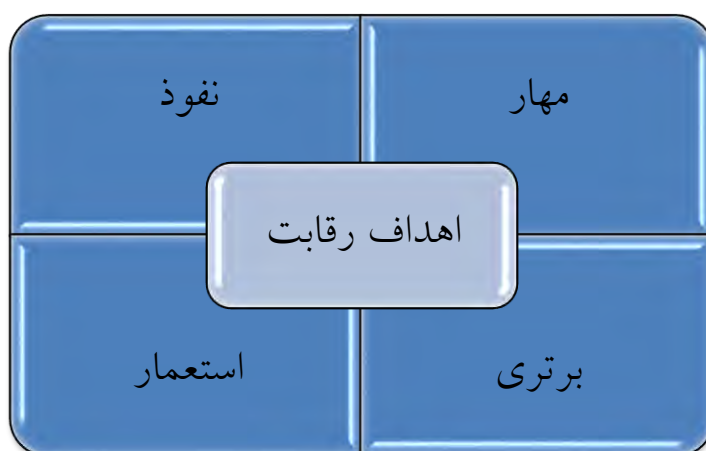 مهار
نفوذ
اهداف رقابت
برتری
استعمار